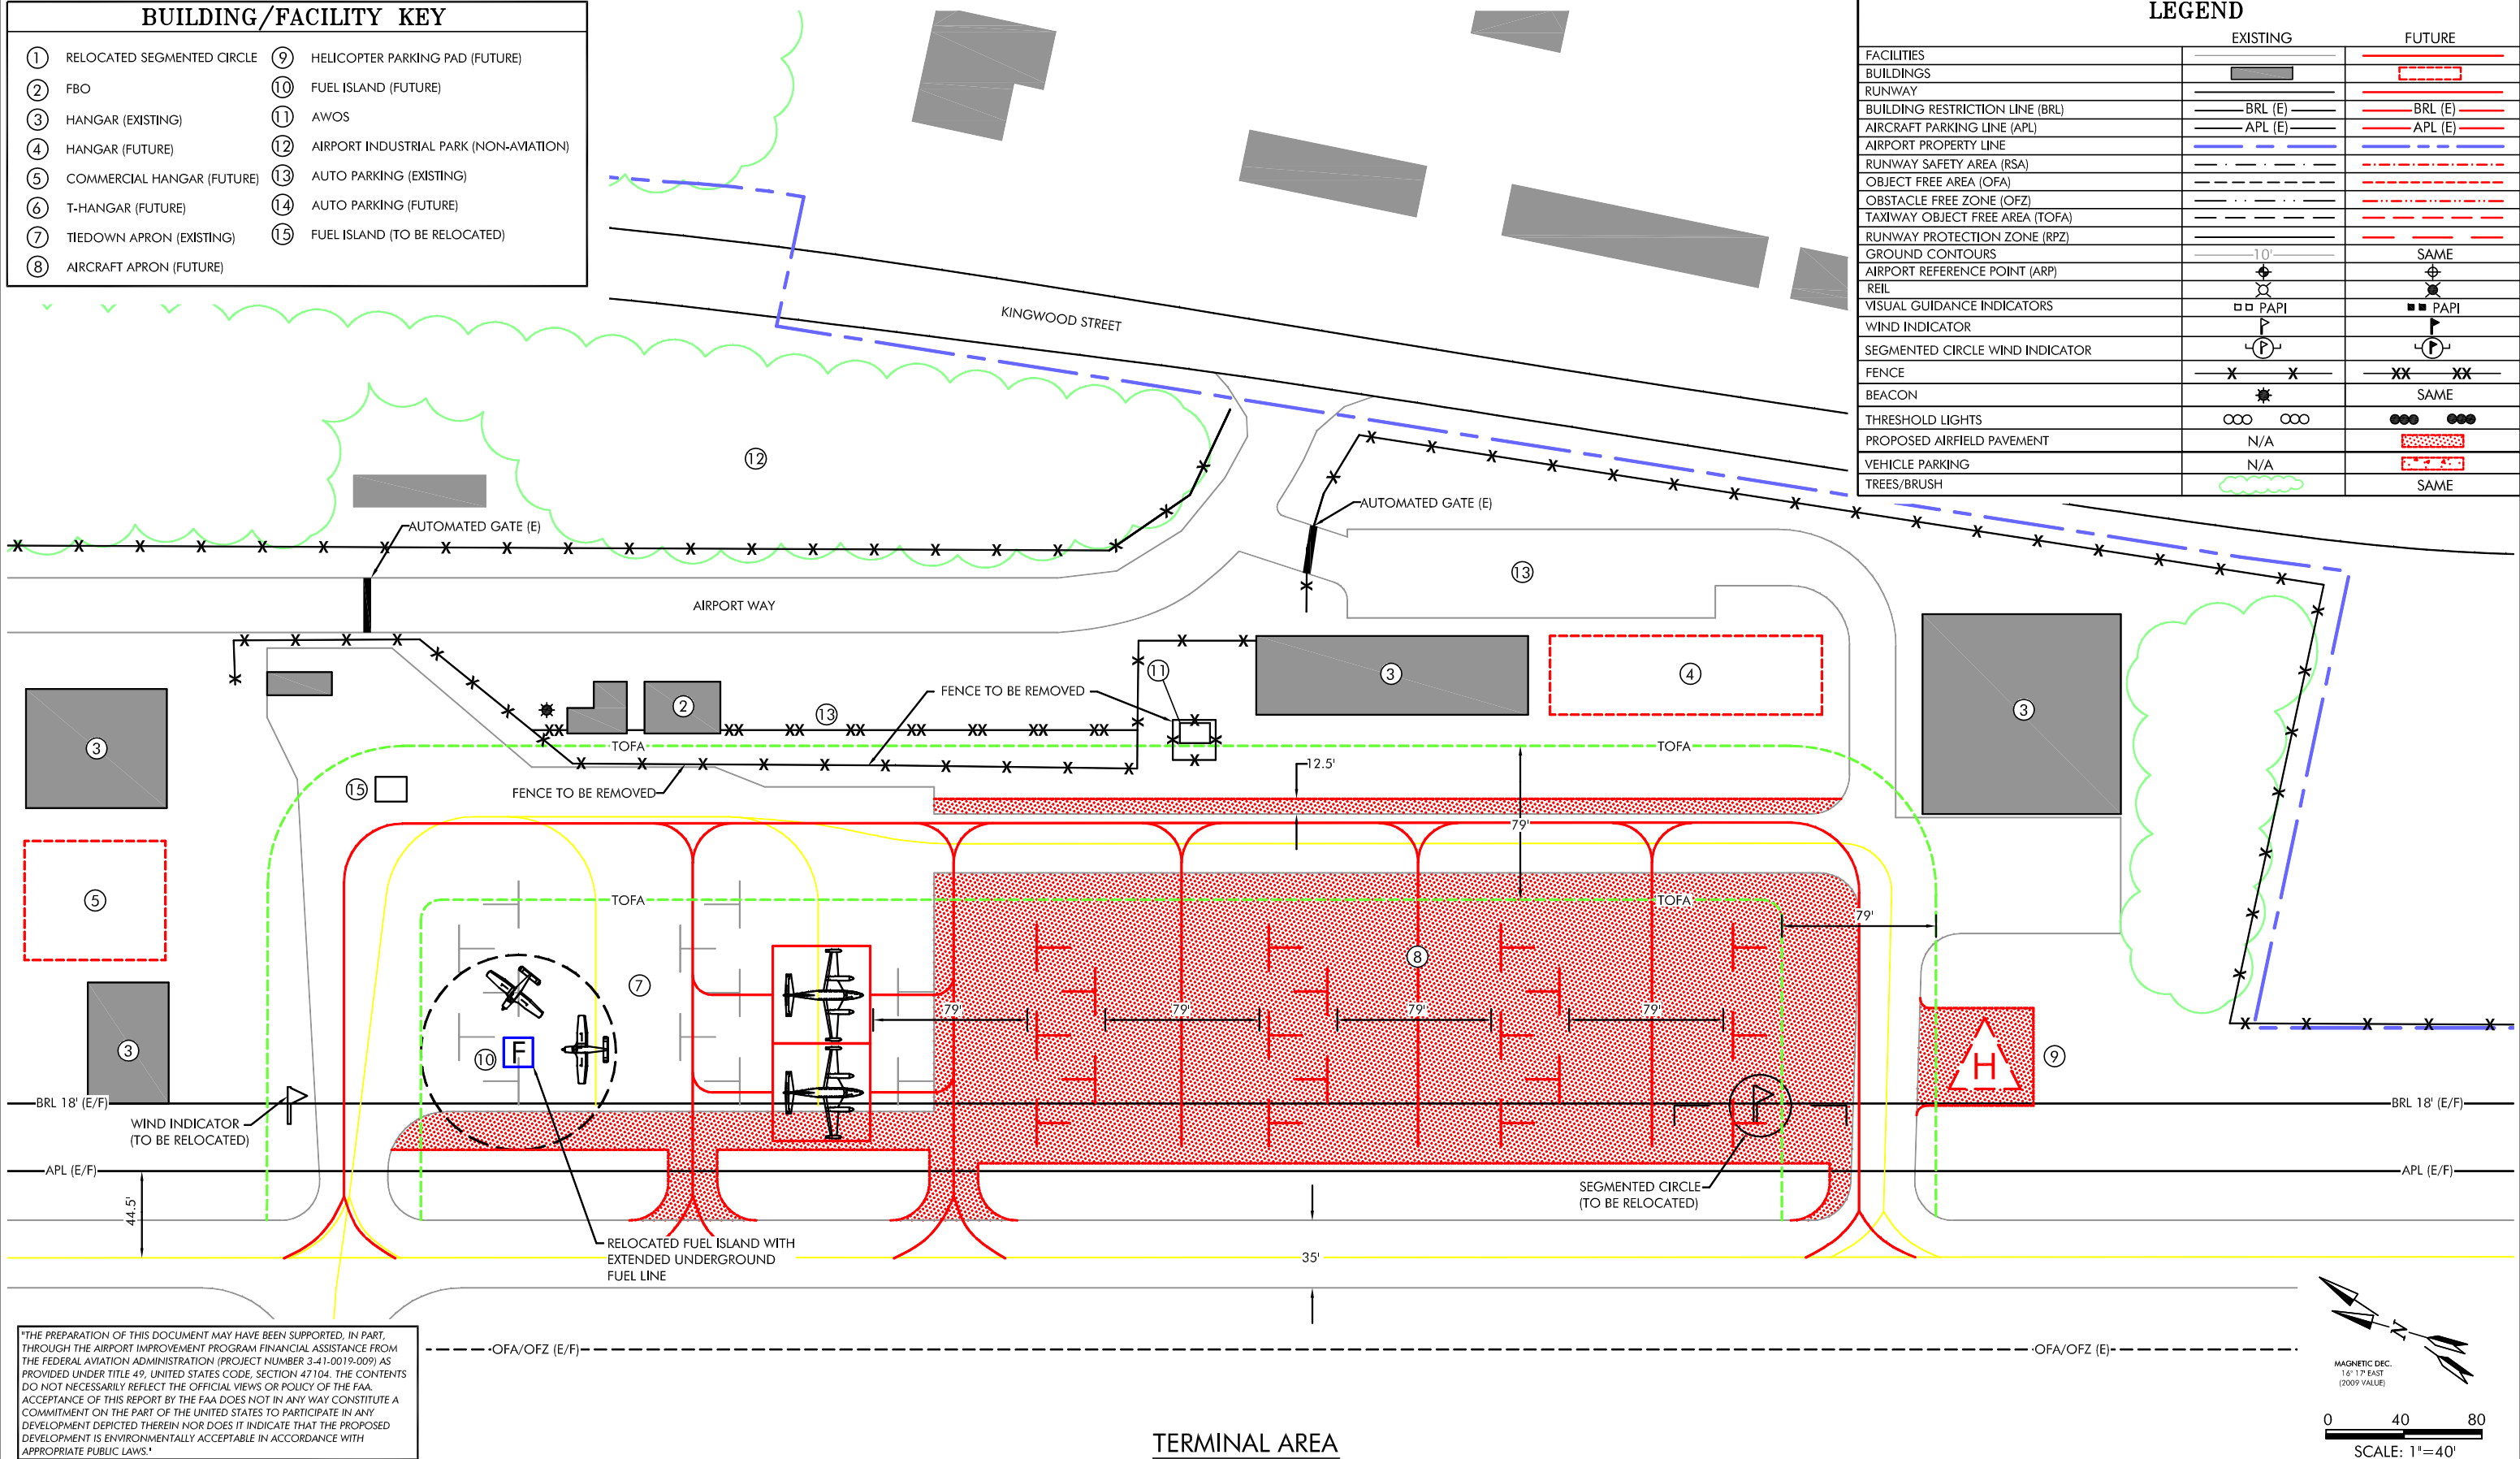 BUILDING/FACILITY KEY
1 RELOCATED SEGMENTED CIRCLE
2 FBO
3 HANGAR (EXISTING)
4 HANGAR (FUTURE)
5 COMMERCIAL HANGAR (FUTURE)
6 T-HANGAR (FUTURE)
7 TIEDOWN APRON (EXISTING)
8 AIRCRAFT APRON (FUTURE)
9 HELICOPTER PARKING PAD (FUTURE)
10 FUEL ISLAND (FUTURE)
11 AWOS
12 AIRPORT INDUSTRIAL PARK (NON-AVIATION)
13 AUTO PARKING (EXISTING)
14 AUTO PARKING (FUTURE)
15 FUEL ISLAND (TO BE RELOCATED)
LEGEND
EXISTING FUTURE
FACILITIES
BUILDINGS
RUNWAY
BUILDING RESTRICTION LINE (BRL) BRL (E) BRL (E)
AIRCRAFT PARKING LINE (APL) APL (E) APL (E)
AIRPORT PROPERTY LINE
RUNWAY SAFETY AREA (RSA)
OBJECT FREE AREA (OFA)
OBSTACLE FREE ZONE (OFZ)
TAXIWAY OBJECT FREE AREA (TOFA)
RUNWAY PROTECTION ZONE (RPZ)
GROUND CONTOURS 10' SAME
AIRPORT REFERENCE POINT (ARP)
REIL
VISUAL GUIDANCE INDICATORS PAPI PAPI
WIND INDICATOR
SEGMENTED CIRCLE WIND INDICATOR
FENCE X X XX XX
BEACON SAME
THRESHOLD LIGHTS
PROPOSED AIRFIELD PAVEMENT N/A
VEHICLE PARKING N/A
TREES/BRUSH SAME
KINGWOOD STREET
12
AUTOMATED GATE (E)
AUTOMATED GATE (E)
13
AIRPORT WAY
11
3
4
3
FENCE TO BE REMOVED
2
13
3
TOFA
TOFA
15
FENCE TO BE REMOVED
12.5'
79'
5
TOFA
TOFA
79'
7
8
79'
79'
79'
79'
3
10
F
H
9
BRL 18' (E/F)
BRL 18' (E/F)
WIND INDICATOR
(TO BE RELOCATED)
APL (E/F)
APL (E/F)
44.5'
SEGMENTED CIRCLE
(TO BE RELOCATED)
RELOCATED FUEL ISLAND WITH
EXTENDED UNDERGROUND
FUEL LINE
35'
OFA/OFZ (E/F)
OFA/OFZ (E)
"THE PREPARATION OF THIS DOCUMENT MAY HAVE BEEN SUPPORTED, IN PART,
THROUGH THE AIRPORT IMPROVEMENT PROGRAM FINANCIAL ASSISTANCE FROM
THE FEDERAL AVIATION ADMINISTRATION (PROJECT NUMBER 3-41-0019-009) AS
PROVIDED UNDER TITLE 49, UNITED STATES CODE, SECTION 47104. THE CONTENTS
DO NOT NECESSARILY REFLECT THE OFFICIAL VIEWS OR POLICY OF THE FAA.
ACCEPTANCE OF THIS REPORT BY THE FAA DOES NOT IN ANY WAY CONSTITUTE A
COMMITMENT ON THE PART OF THE UNITED STATES TO PARTICIPATE IN ANY
DEVELOPMENT DEPICTED THEREIN NOR DOES IT INDICATE THAT THE PROPOSED
DEVELOPMENT IS ENVIRONMENTALLY ACCEPTABLE IN ACCORDANCE WITH
APPROPRIATE PUBLIC LAWS."
N
MAGNETIC DEC.
16° 17' EAST
(2009 VALUE)
0 40 80
SCALE: 1"=40'
TERMINAL AREA